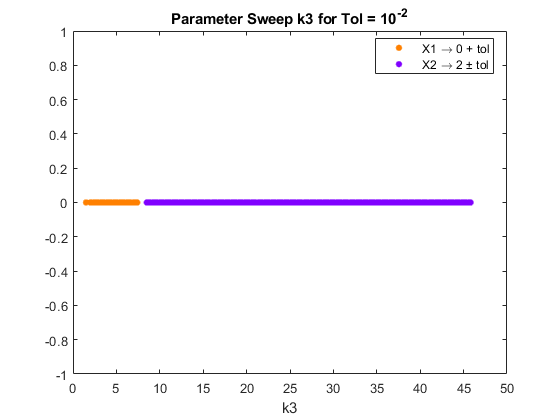 Parameter Sweep k3 for Tol = 10^-2
X1 → 0 + tol
X2 → 2 ± tol
1
0.8
0.6
0.4
0.2
0
-0.2
-0.4
-0.6
-0.8
-1
0 5 10 15 20 25 30 35 40 45 50
k3